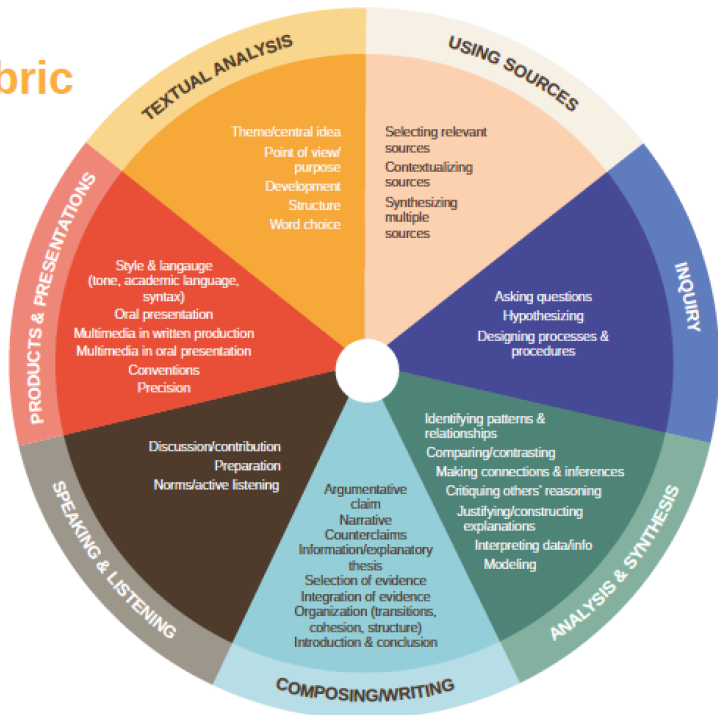 bric
TEXTUAL ANALYSIS
Theme/central idea
Point of view/
purpose
Development
Structure
Word choice
USING SOURCES
Selecting relevant
sources
Contextualizing
sources
Synthesizing
multiple
sources
INQUIRY
Asking questions
Hypothesizing
Designing processes &
procedures
ANALYSIS & SYNTHESIS
Identifying patterns &
relationships
Comparing/contrasting
Making connections & inferences
Critiquing others' reasoning
Justifying/constructing
explanations
Interpreting data/info
Modeling
COMPOSING/WRITING
Argumentative
claim
Narrative
Counterclaims
Information/explanatory
thesis
Selection of evidence
Integration of evidence
Organization (transitions,
cohesion, structure)
Introduction & conclusion
SPEAKING & LISTENING
Discussion/contribution
Preparation
Norms/active listening
PRODUCTS & PRESENTATIONS
Style & langauge
(tone, academic language,
syntax)
Oral presentation
Multimedia in written production
Multimedia in oral presentation
Conventions
Precision